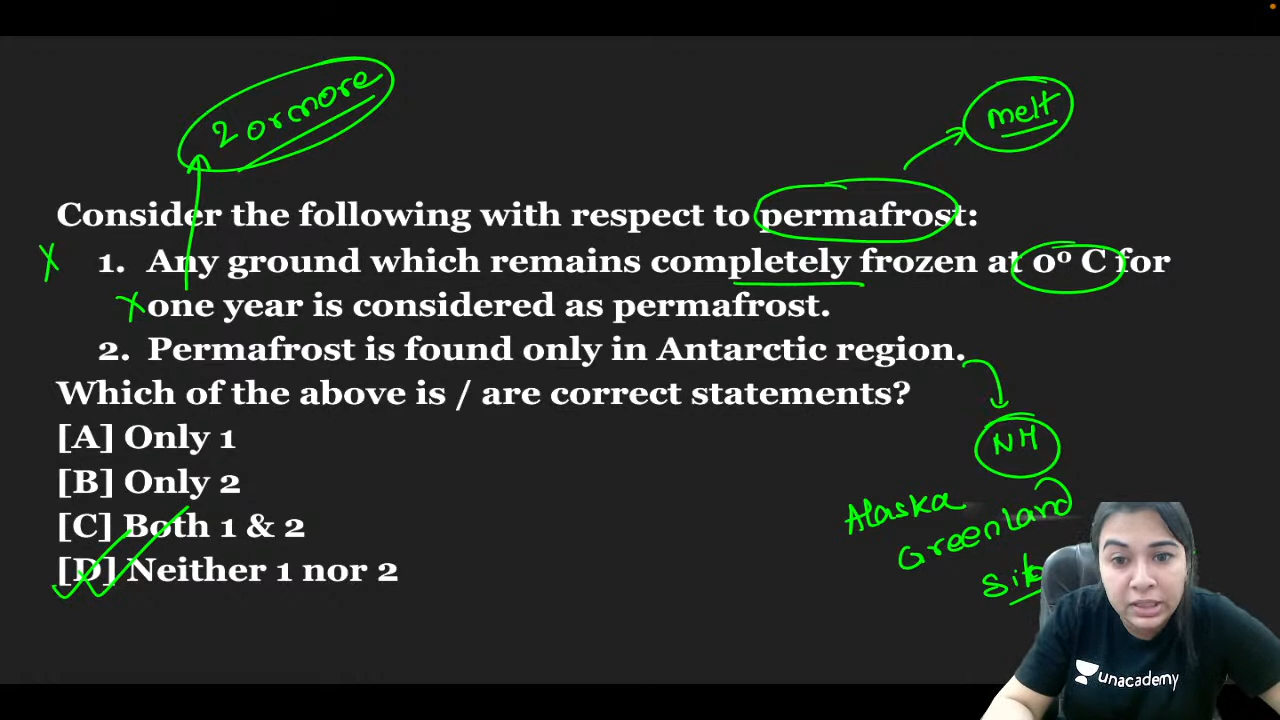 2 or more
melt
Consider the following with respect to permafrost:
X 1. Any ground which remains completely frozen at 0° C for
X one year is considered as permafrost.
2. Permafrost is found only in Antarctic region.
Which of the above is / are correct statements?
NH
[A] Only 1
[B] Only 2
Alaska
[C] Both 1 & 2
Greenland
[D] Neither 1 nor 2
unacademy